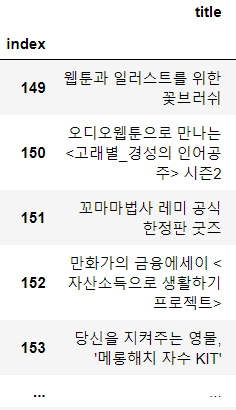 title
index
149 웹툰과 일러스트를 위한
꽃브러쉬
150 오디오웹툰으로 만나는
<고래별_경성의 인어공
주> 시즌2
151 꼬마마법사 레미 공식
한정판 굿즈
152 만화가의 금융에세이 <
자산소득으로 생활하기
프로젝트>
153 당신을 지켜주는 영물,
'메롱해치 자수 KIT'
... ...